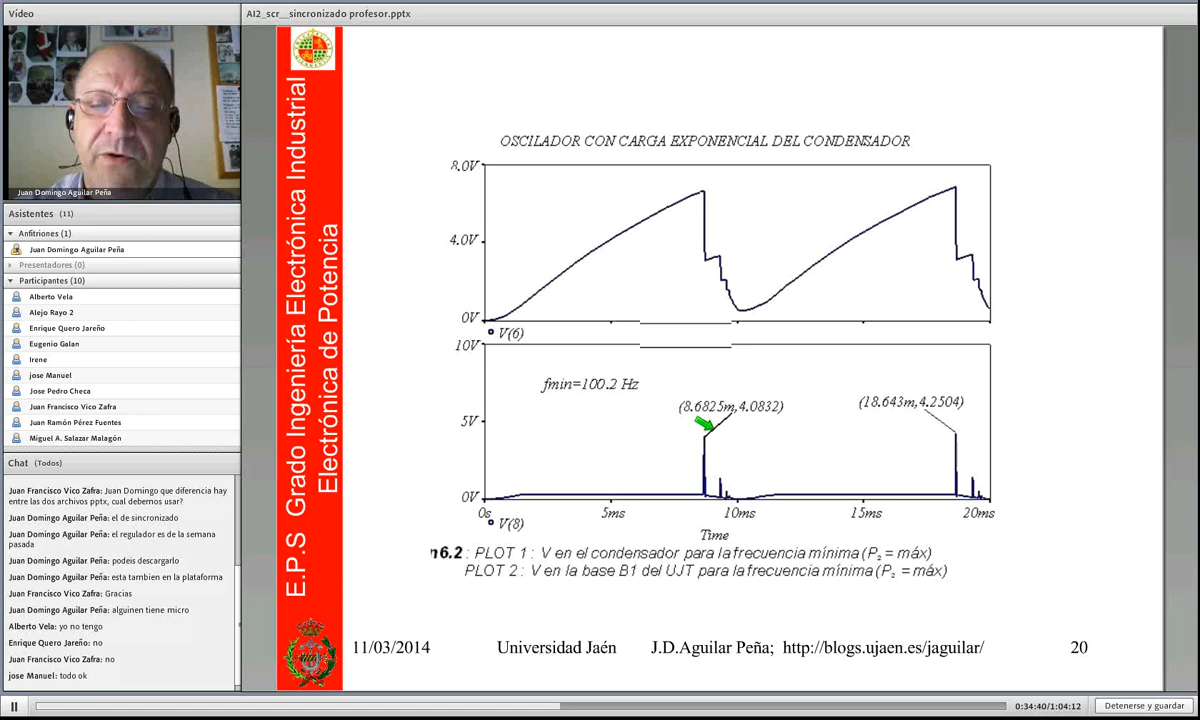 Vídeo
Juan Domingo Aguilar Peña
Asistentes (11)
Anfitriones (1)
Juan Domingo Aguilar Peña
Presentadores (0)
Participantes (10)
Alberto Vela
Alejo Rayo 2
Enrique Quero Jareño
Eugenio Galan
Irene
jose Manuel
Jose Pedro Checa
Juan Francisco Vico Zafra
Juan Ramón Pérez Fuentes
Miguel A. Salazar Malagón
Chat (Todos)
Juan Francisco Vico Zafra: Juan Domingo que diferencia hay
entre las dos archivos pptx, cual debemos usar?
Juan Domingo Aguilar Peña: el de sincronizado
Juan Domingo Aguilar Peña: el regulador es de la semana
pasada
Juan Domingo Aguilar Peña: podeis descargarlo
Juan Domingo Aguilar Peña: esta tambien en la plataforma
Juan Francisco Vico Zafra: Gracias
Juan Domingo Aguilar Peña: alguinen tiene micro
Alberto Vela: yo no tengo
Enrique Quero Jareño: no
Juan Francisco Vico Zafra: no
jose Manuel: todo ok
AI2_scr__sincronizado profesor.pptx
E.P.S Grado Ingeniería Electrónica Industrial
Electrónica de Potencia
OSCILADOR CON CARGA EXPONENCIAL DEL CONDENSADOR
8.0V
4.0V
0V
V(6)
10V
fmin=100.2 Hz
(8.6825m,4.0832)
(18.643m,4.2504)
5V
0V
0s
5ms
10ms
15ms
20ms
V(8)
Time
n6.2 : PLOT 1 : V en el condensador para la frecuencia mínima (P₂ = máx)
PLOT 2 : V en la base B1 del UJT para la frecuencia mínima (P₂ = máx)
11/03/2014
Universidad Jaén
J.D.Aguilar Peña; http://blogs.ujaen.es/jaguilar/
20
0:34:40/1:04:12
Detenerse y guardar